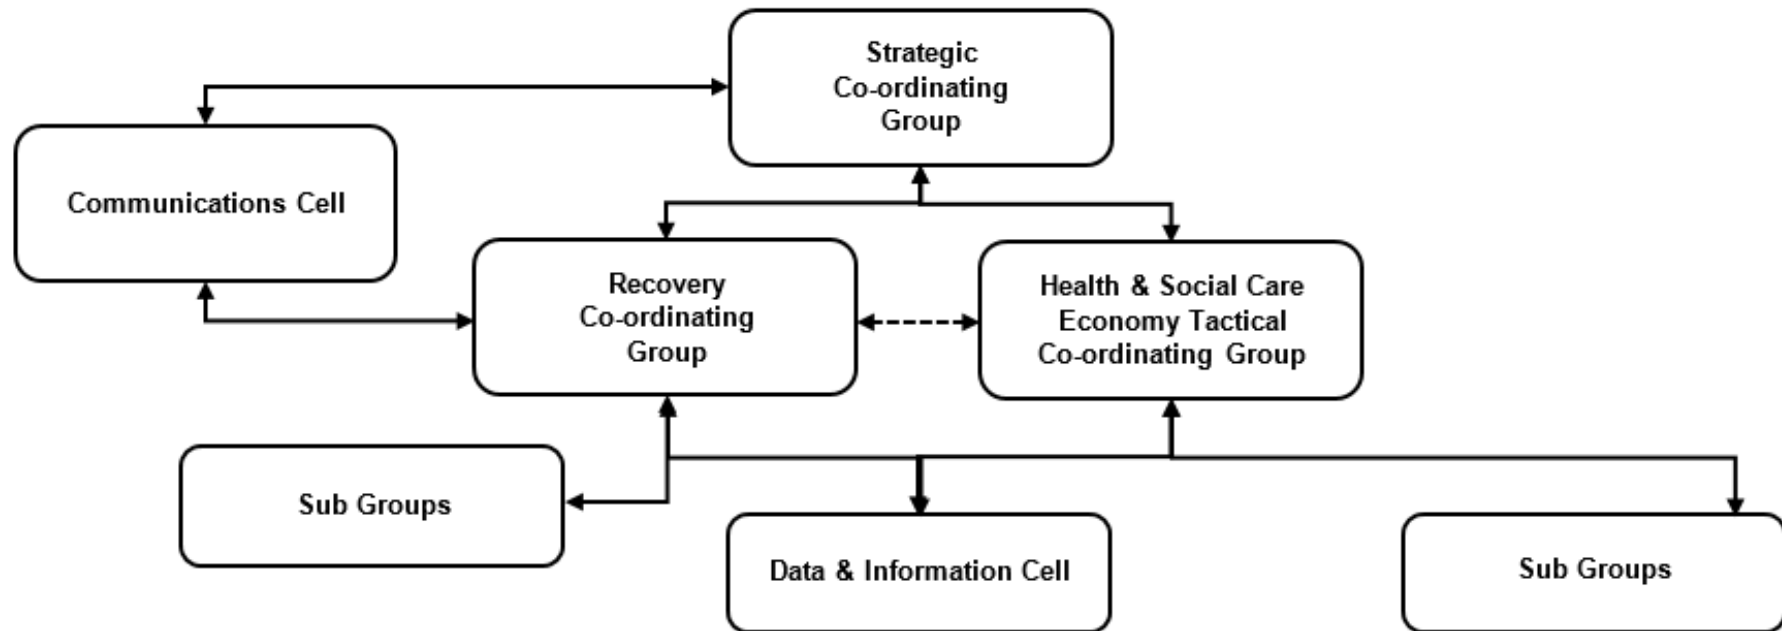 Strategic
Co-ordinating
Group
Communications Cell
Recovery
Co-ordinating
Group
Health & Social Care
Economy Tactical
Co-ordinating Group
Sub Groups
Data & Information Cell
Sub Groups